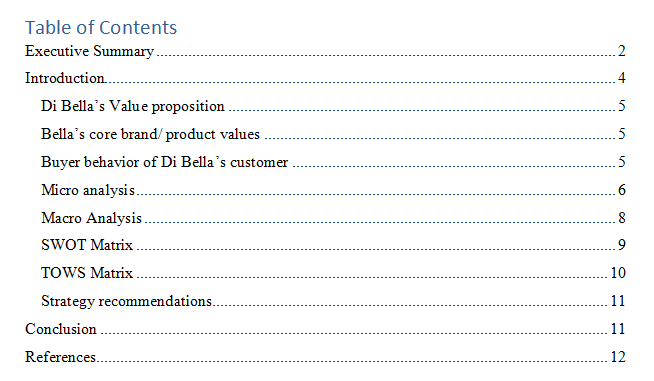 Table of Contents
Executive Summary 2
Introduction 4
Di Bella's Value proposition 5
Bella's core brand/ product values 5
Buyer behavior of Di Bella's customer 5
Micro analysis 6
Macro Analysis 8
SWOT Matrix 9
TOWS Matrix 10
Strategy recommendations 11
Conclusion 11
References 12